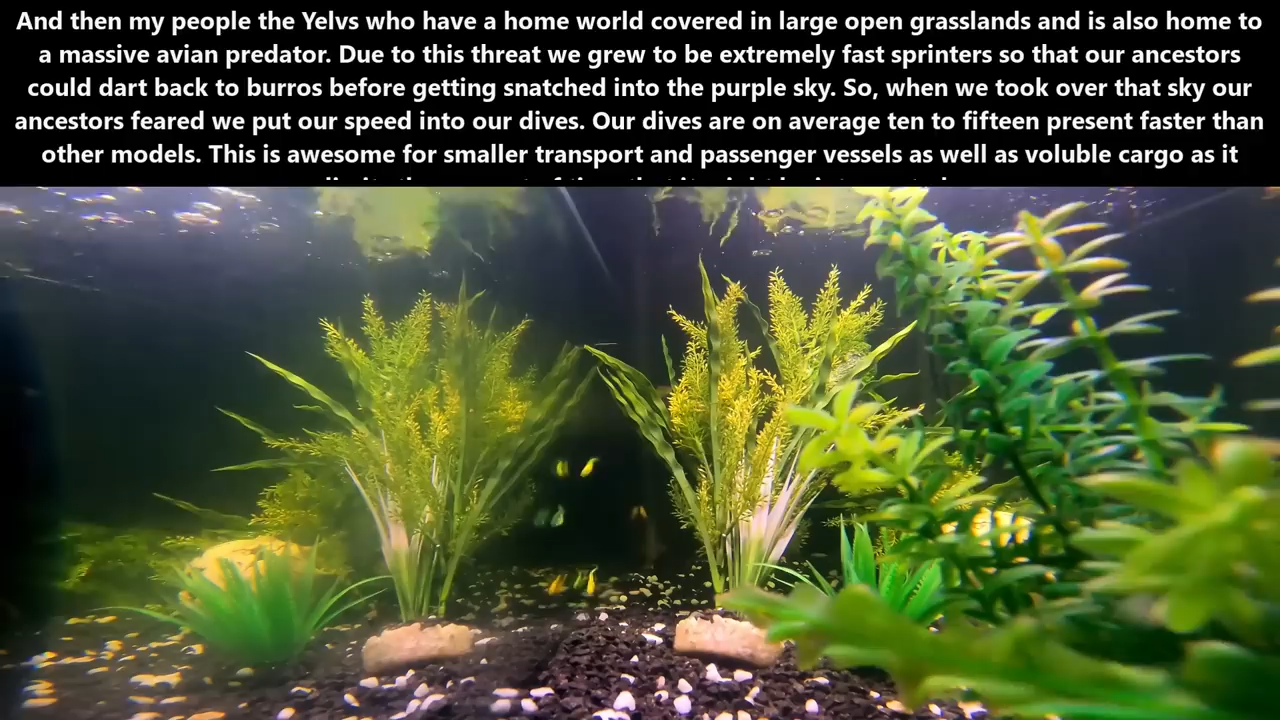 And then my people the Yelvs who have a home world covered in large open grasslands and is also home to
a massive avian predator. Due to this threat we grew to be extremely fast sprinters so that our ancestors
could dart back to burros before getting snatched into the purple sky. So, when we took over that sky our
ancestors feared we put our speed into our dives. Our dives are on average ten to fifteen present faster than
other models. This is awesome for smaller transport and passenger vessels as well as voluble cargo as it